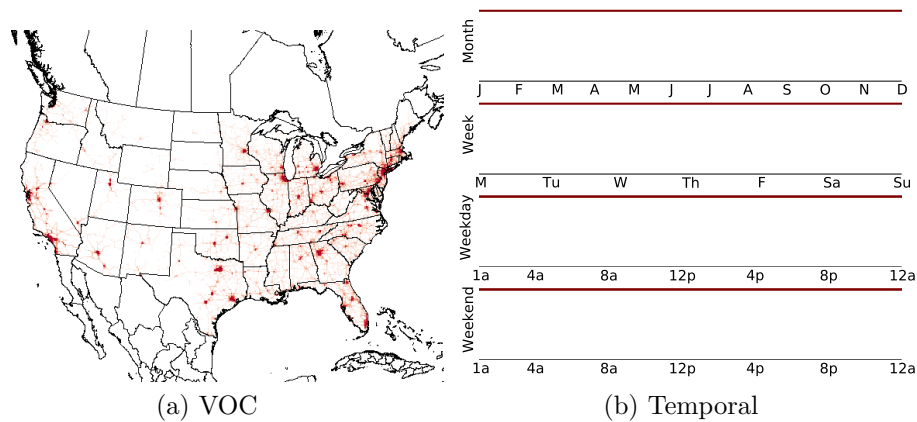 Month
J F M A M J J A S O N D
Week
M Tu W Th F Sa Su
Weekday
1a 4a 8a 12p 4p 8p 12a
Weekend
1a 4a 8a 12p 4p 8p 12a
(a) VOC
(b) Temporal